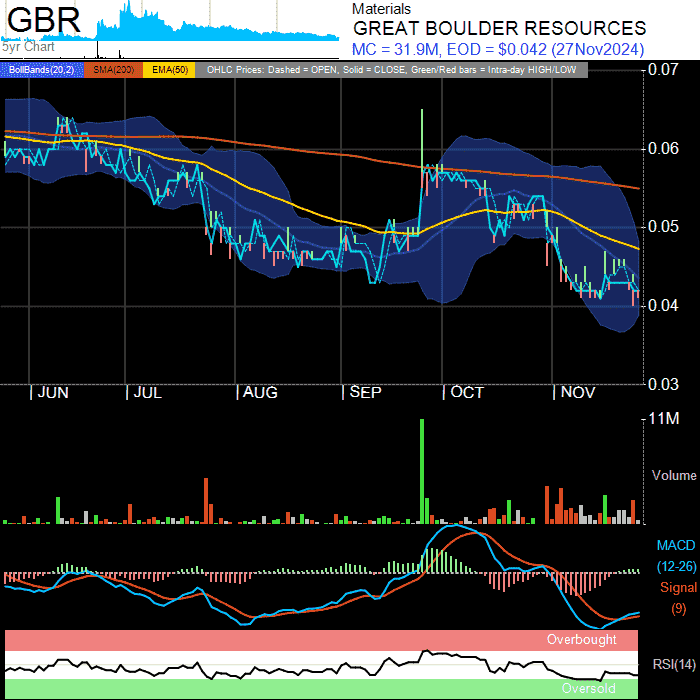 GBR
5yr Chart
Materials
GREAT BOULDER RESOURCES
MC = 31.9M, EOD = $0.042 (27Nov2024)
BollBands(20,2) SMA(200) EMA(50) OHLC Prices: Dashed = OPEN, Solid = CLOSE, Green/Red bars = Intra-day HIGH/LOW
0.07
0.06
0.05
0.04
0.03
JUN JUL AUG SEP OCT NOV
11M
Volume
MACD
(12-26)
Signal
(9)
Overbought
RSI(14)
Oversold